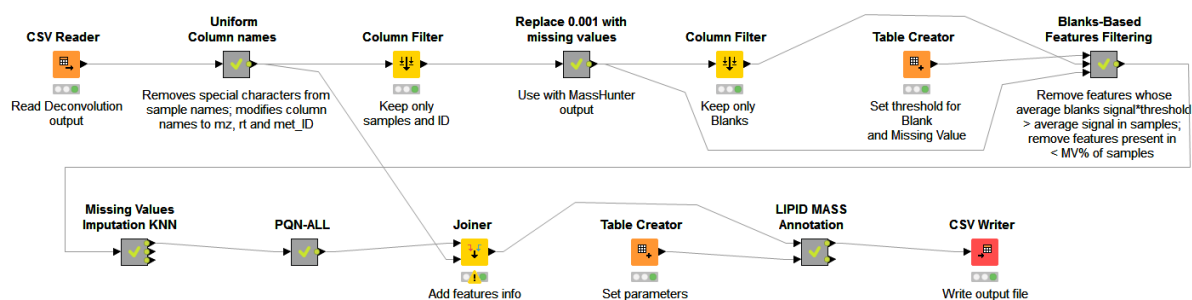 CSV Reader
Read Deconvolution
output
Uniform
Column names
Removes special characters from
sample names; modifies column
names to mz, rt and met_ID
Column Filter
Keep only
samples and ID
Replace 0.001 with
missing values
Use with MassHunter
output
Column Filter
Keep only
Blanks
Table Creator
Set threshold for
Blank
and Missing Value
Blanks-Based
Features Filtering
Remove features whose
average blanks signal*threshold
> average signal in samples;
remove features present in
< MV% of samples
Missing Values
Imputation KNN
PQN-ALL
Joiner
Add features info
Table Creator
Set parameters
LIPID MASS
Annotation
CSV Writer
Write output file